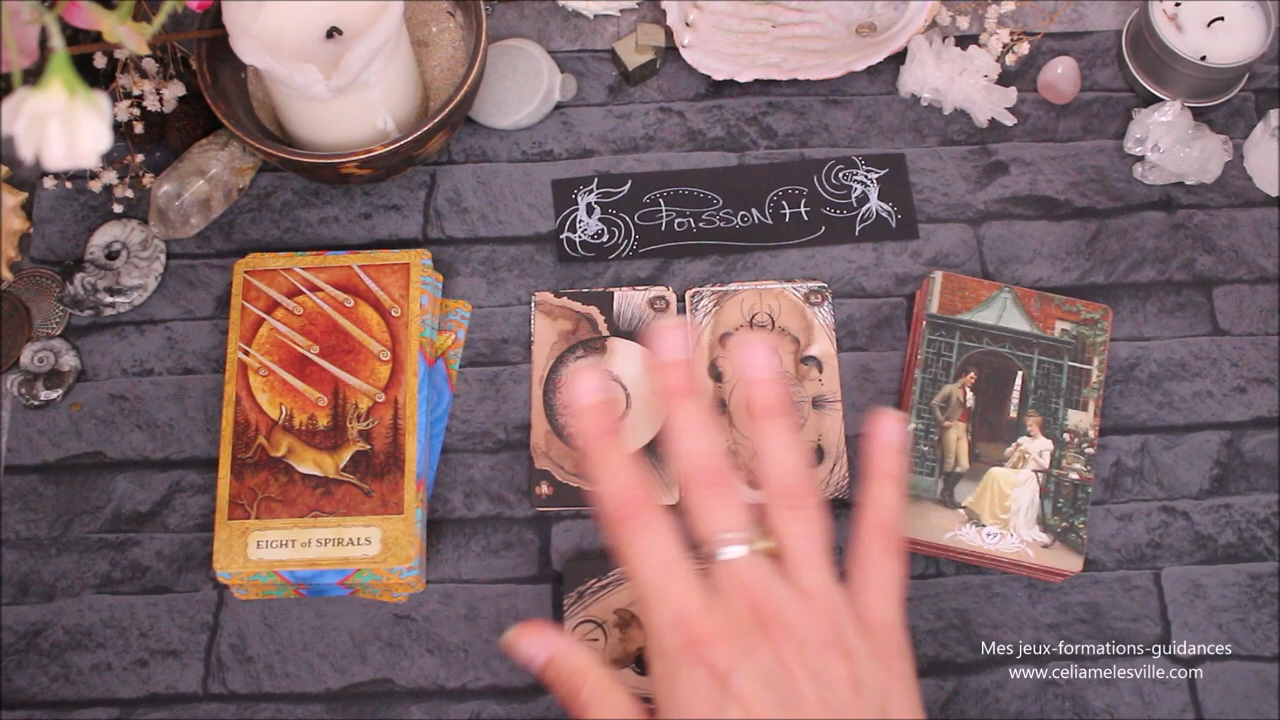 PoiSSON H
EIGHT of SPIRALS
Mes jeux-formations-guidances
www.celiamelesville.com